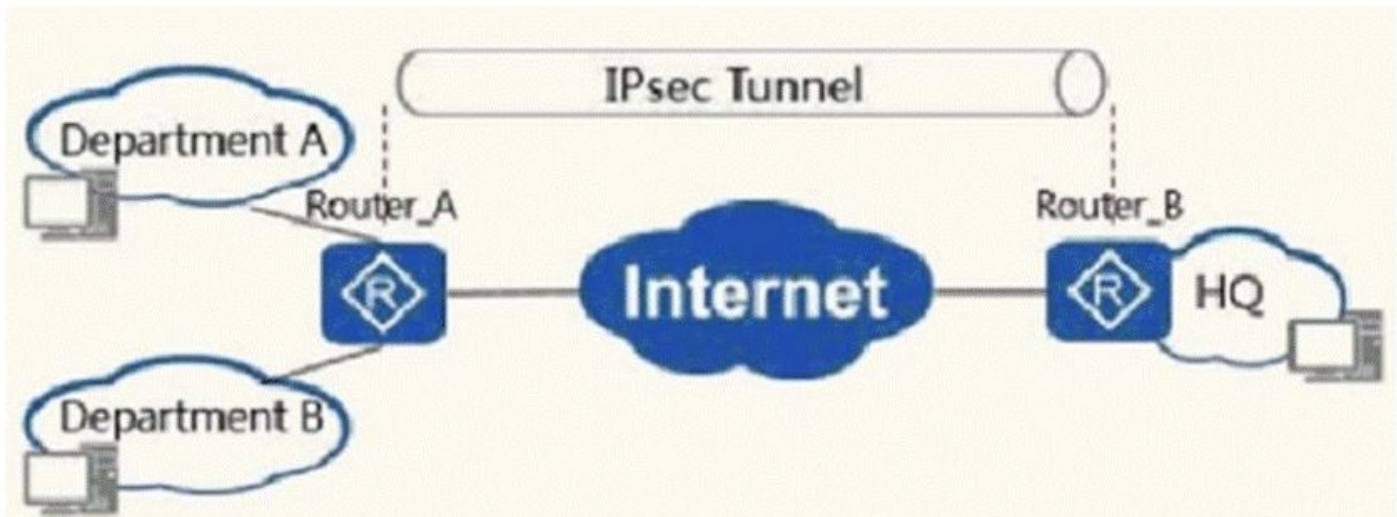 IPsec Tunnel
Department A
Router_A
Router_B
R
Internet
R
HQ
Department B